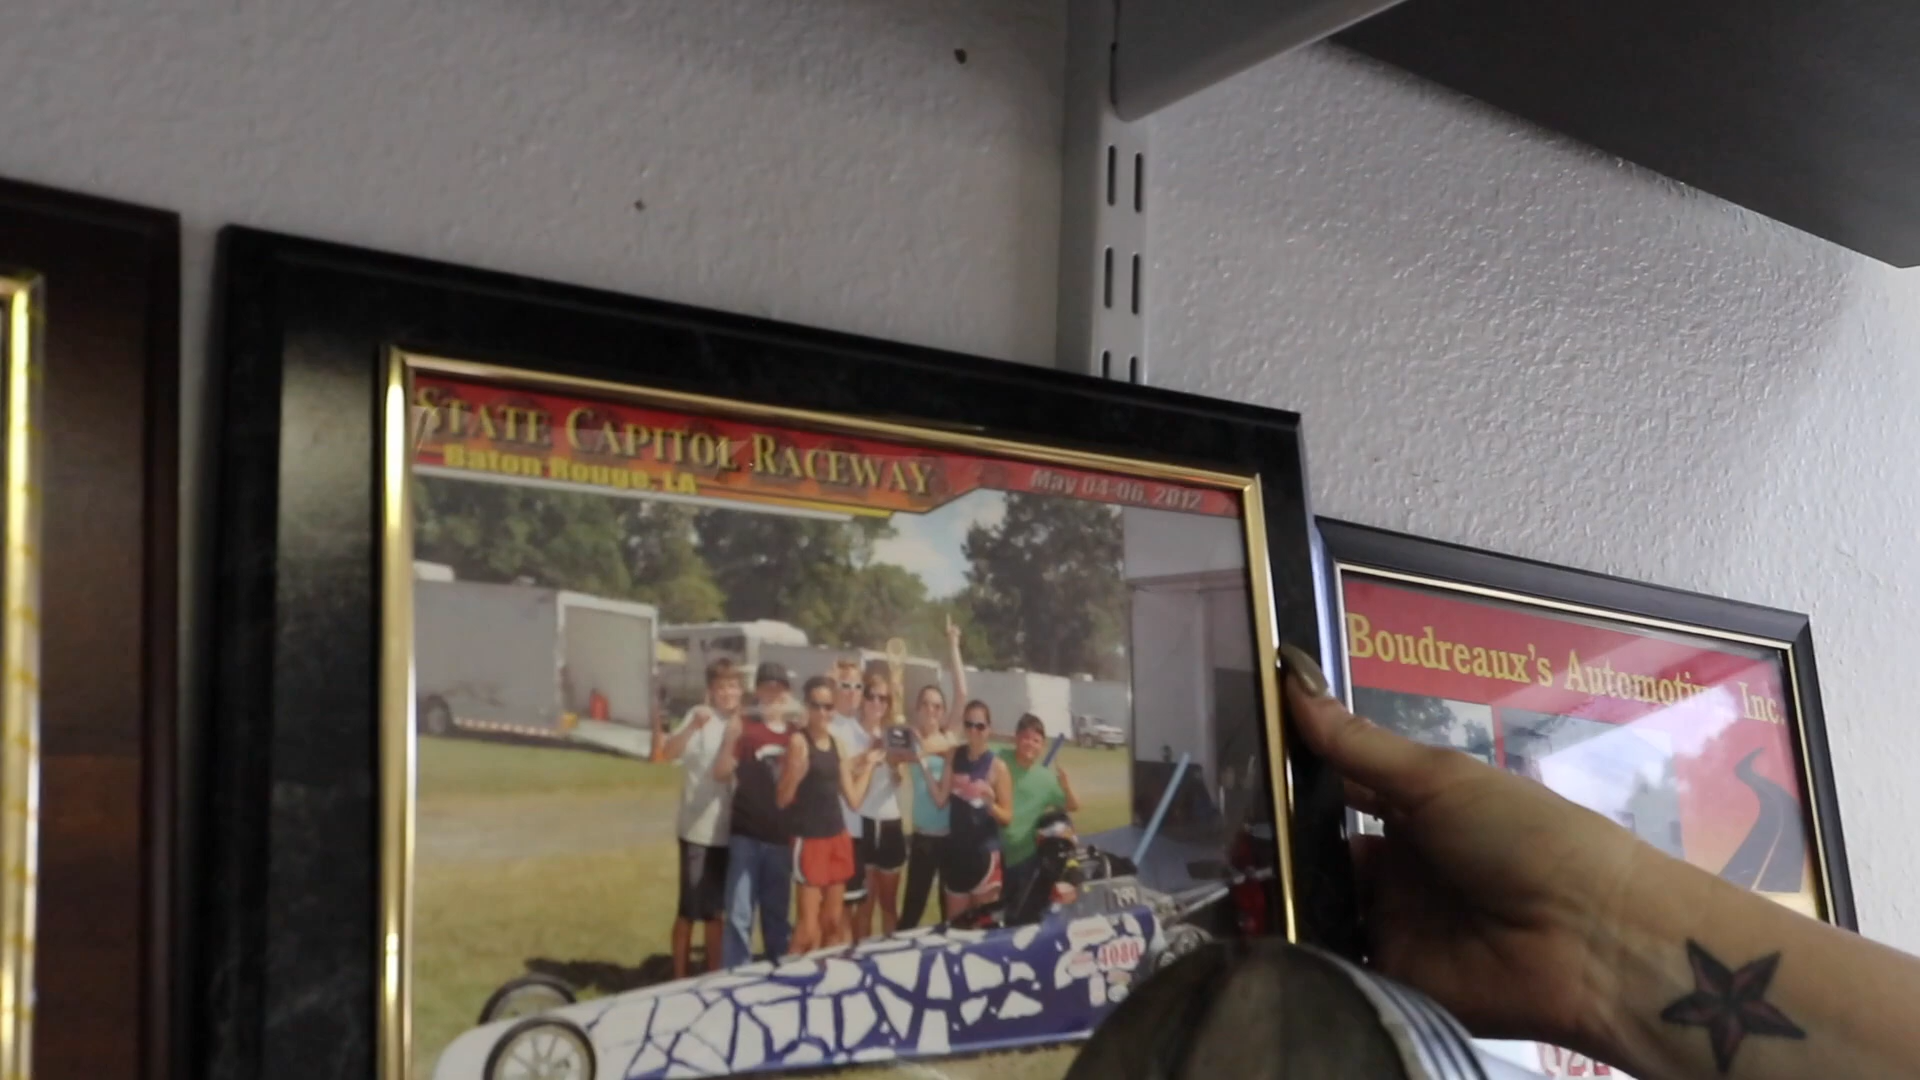 STATE CAPITOL RACEWAY
Baton Rouge, LA
May 04-06, 2012
Boudreaux's Automotive Inc.
4080